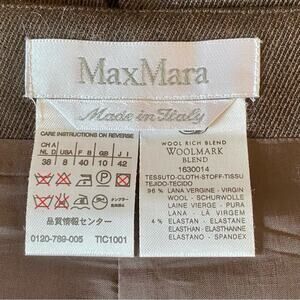 MaxMara
Made in Italy
CARE INSTRUCTIONS ON REVERSE
CH A
NL D USA F B GB I
38 8 40 10 42
品質情報センター
0120-789-005 TIC1001
WOOL RICH BLEND
WOOLMARK
BLEND
1630014
TESSUTO-CLOTH-STOFF-TISSU
TEJIDO-TECIDO
96 % LANA VERGINE - VIRGIN
WOOL - SCHURWOLLE
LAINE VIERGE - PURA
LANA - LÃ VIRGEM
4 % ELASTAN - ELASTANE
ELASTHAN - ELASTHANNE
ELASTANO - SPANDEX